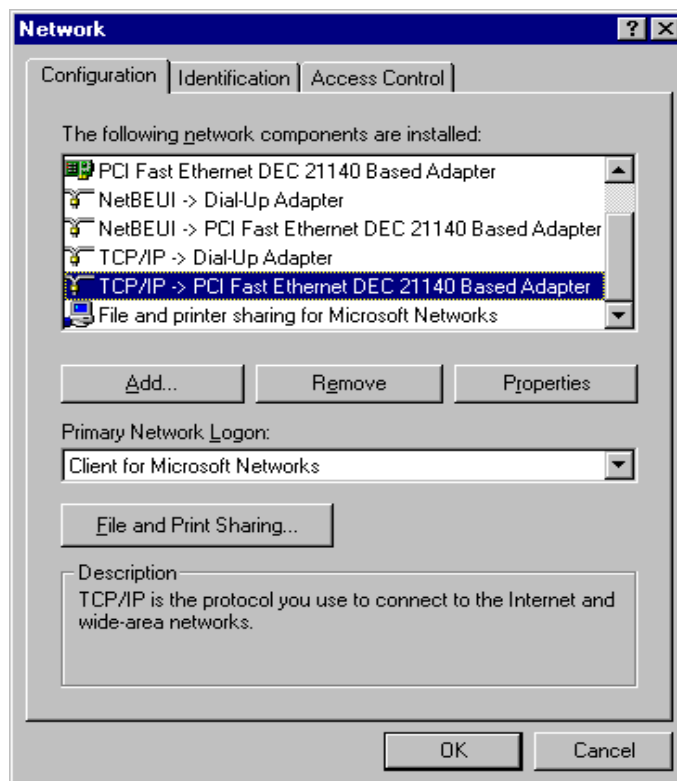 Network
Configuration Identification Access Control
The following network components are installed:
PCI Fast Ethernet DEC 21140 Based Adapter
NetBEUI -> Dial-Up Adapter
NetBEUI -> PCI Fast Ethernet DEC 21140 Based Adapter
TCP/IP -> Dial-Up Adapter
TCP/IP -> PCI Fast Ethernet DEC 21140 Based Adapter
File and printer sharing for Microsoft Networks
Add... Remove Properties
Primary Network Logon:
Client for Microsoft Networks
File and Print Sharing...
Description
TCP/IP is the protocol you use to connect to the Internet and
wide-area networks.
OK Cancel